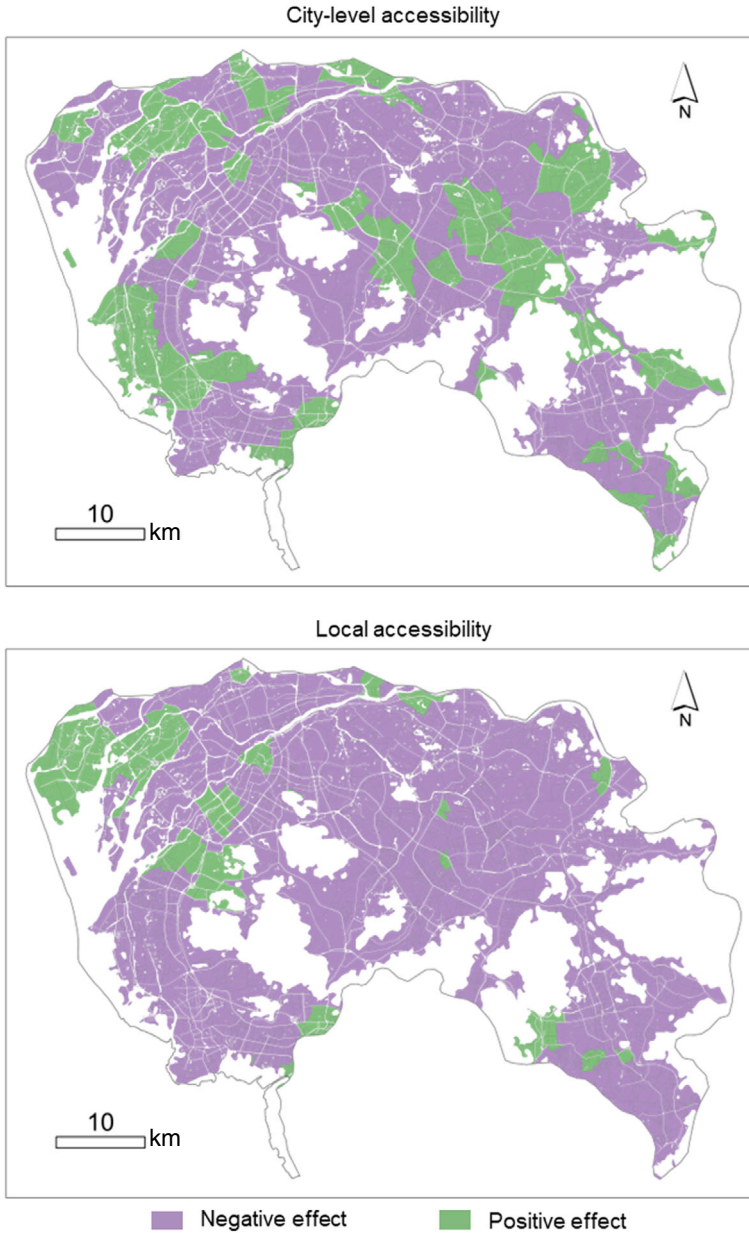 City-level accessibility
N
10
km
Local accessibility
N
10
km
Negative effect
Positive effect